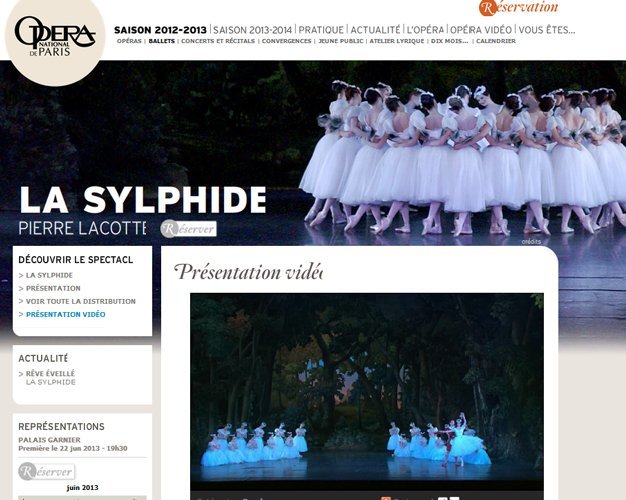 Réservation
OPERA
NATIONAL
DE PARIS
SAISON 2012-2013 | SAISON 2013-2014 | PRATIQUE | ACTUALITÉ | L'OPÉRA | OPÉRA VIDÉO | VOUS ÊTES...
OPÉRAS | BALLETS | CONCERTS ET RÉCITALS | CONVERGENCES | JEUNE PUBLIC | ATELIER LYRIQUE | DIX MOIS... | CALENDRIER
LA SYLPHIDE
PIERRE LACOTTE
Réserver
crédits
DÉCOUVRIR LE SPECTACL
> LA SYLPHIDE
> PRÉSENTATION
> VOIR TOUTE LA DISTRIBUTION
> PRÉSENTATION VIDÉO
Présentation vidéo
ACTUALITÉ
> RÊVE ÉVEILLÉ
LA SYLPHIDE
REPRÉSENTATIONS
PALAIS GARNIER
Première le 22 jun 2013 - 19h30
Réserver
juin 2013